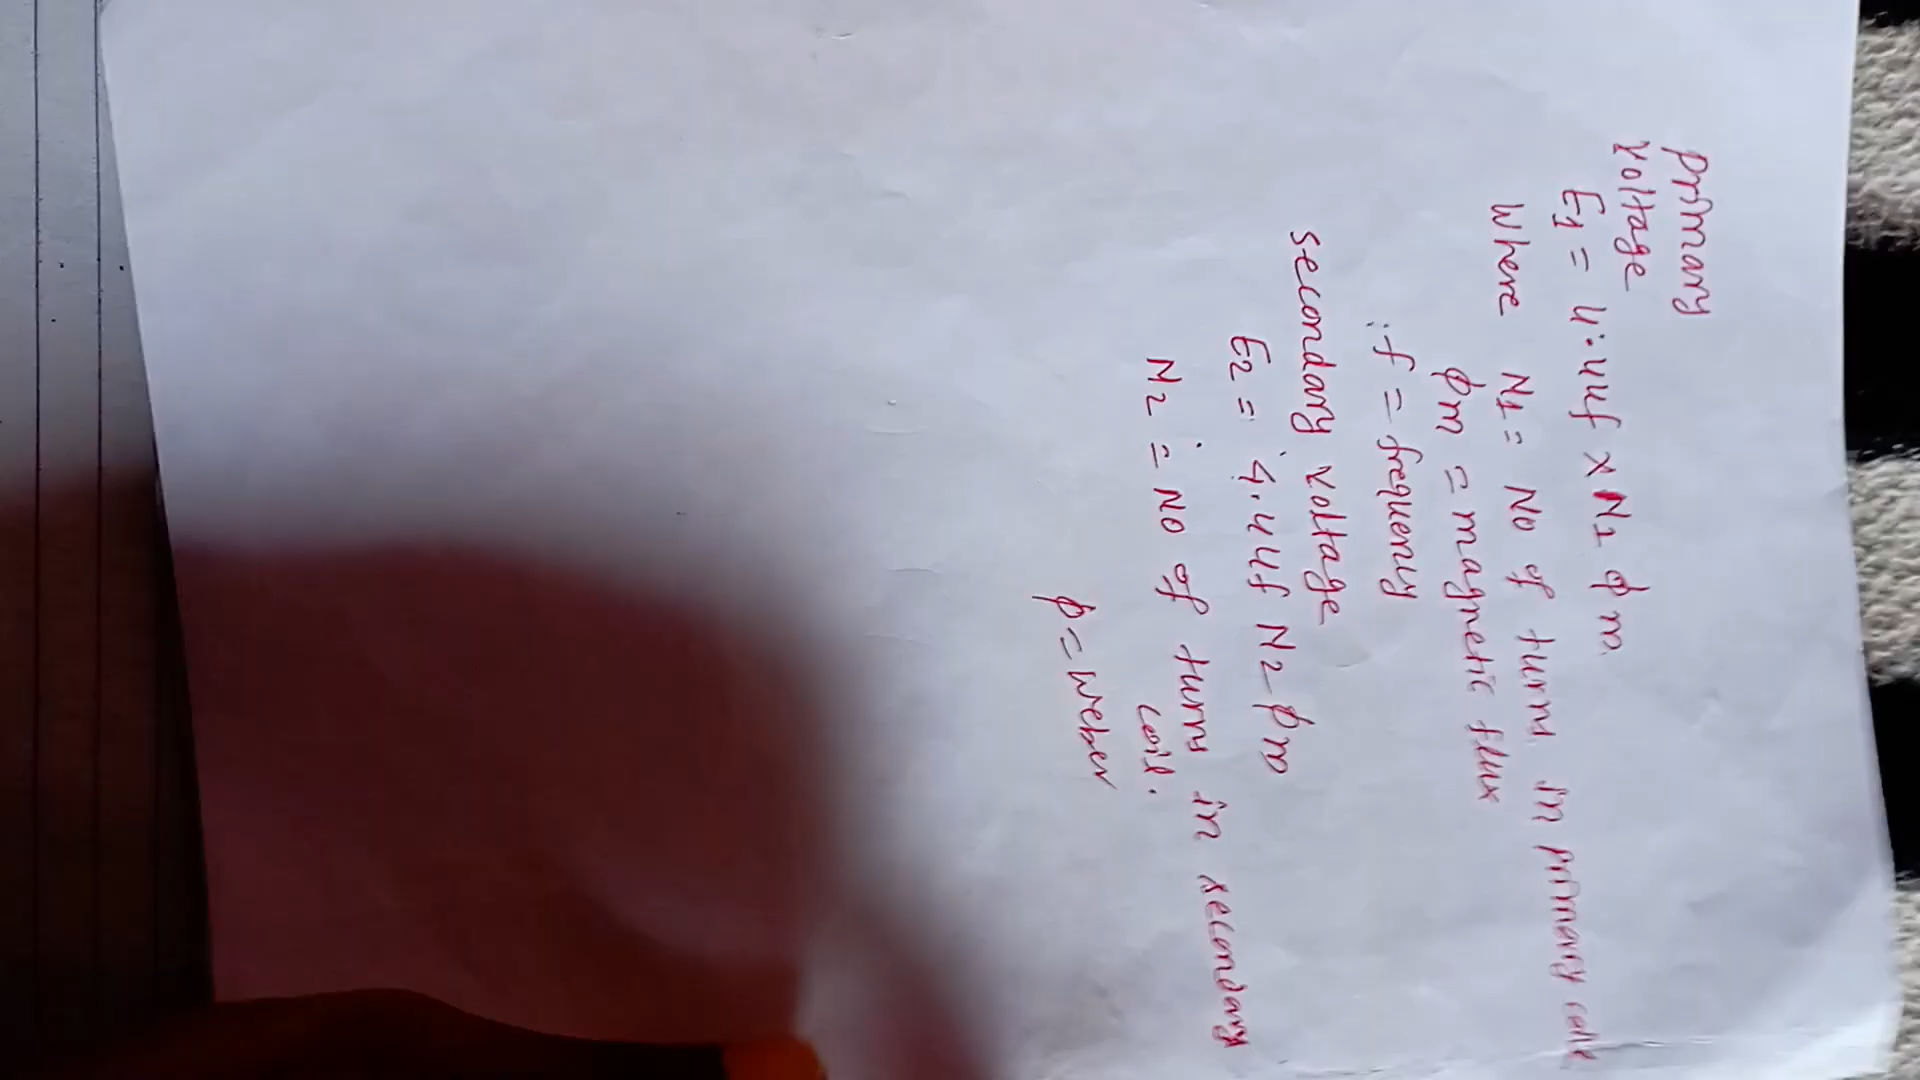 primary
voltage
E1 = 4.44f x N1 ϕm
Where N1 = No of turns in primary coil
ϕm = magnetic flux
:f = frequency
secondary voltage
E2 = 4.44f N2 ϕm
N2 = No of turns in secondary
coil.
ϕ = weber